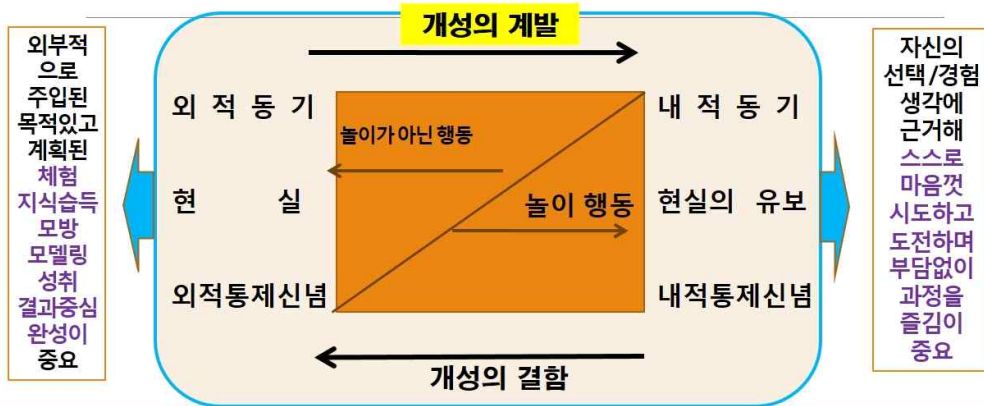 개성의 계발
외부적
으로
주입된
목적있고
계획된
체험
지식습득
모방
모델링
성취
결과중심
완성이
중요
외 적 동 기
현 실
외적통제신념
놀이가 아닌 행동
놀이 행동
내 적 동 기
현실의 유보
내적통제신념
개성의 결함
자신의
선택/경험
생각에
근거해
스스로
마음껏
시도하고
도전하며
부담없이
과정을
즐김이
중요